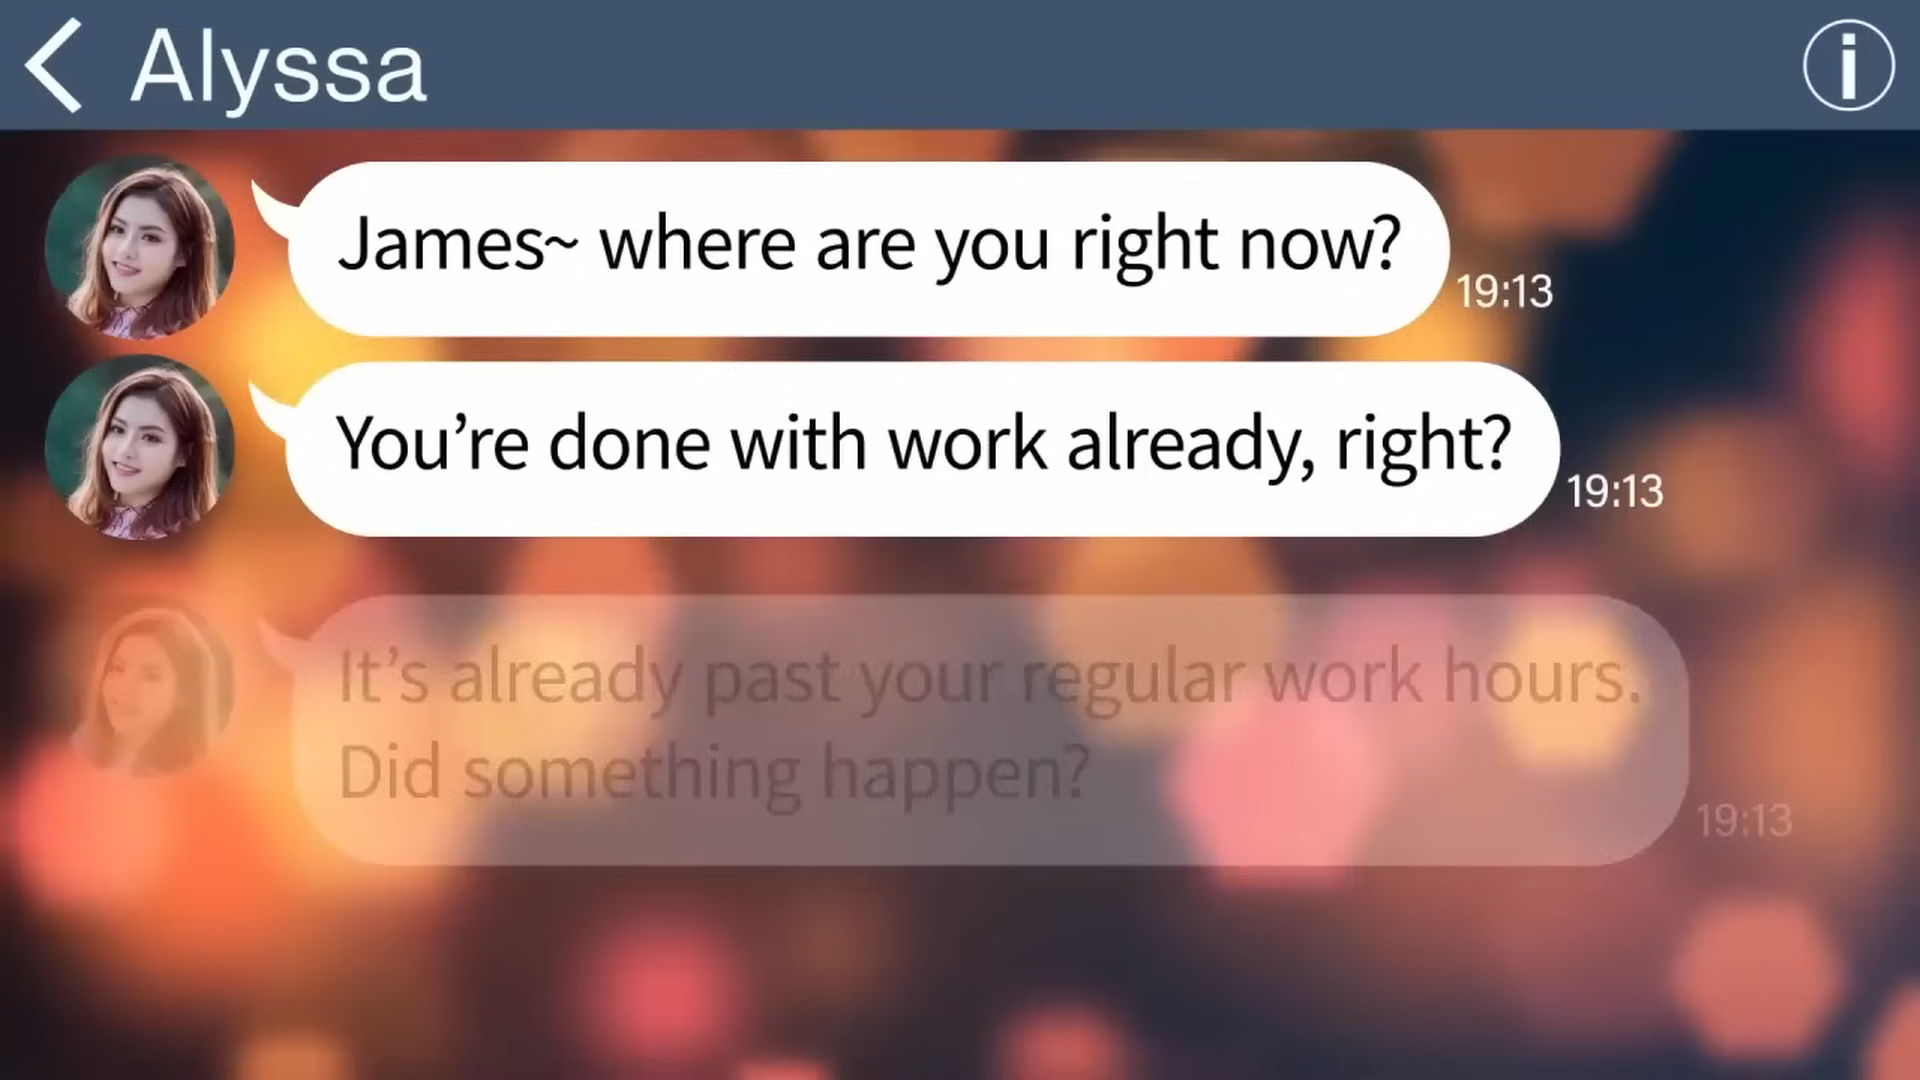 Alyssa
James~ where are you right now?
19:13
You’re done with work already, right?
19:13
It’s already past your regular work hours.
Did something happen?
19:13